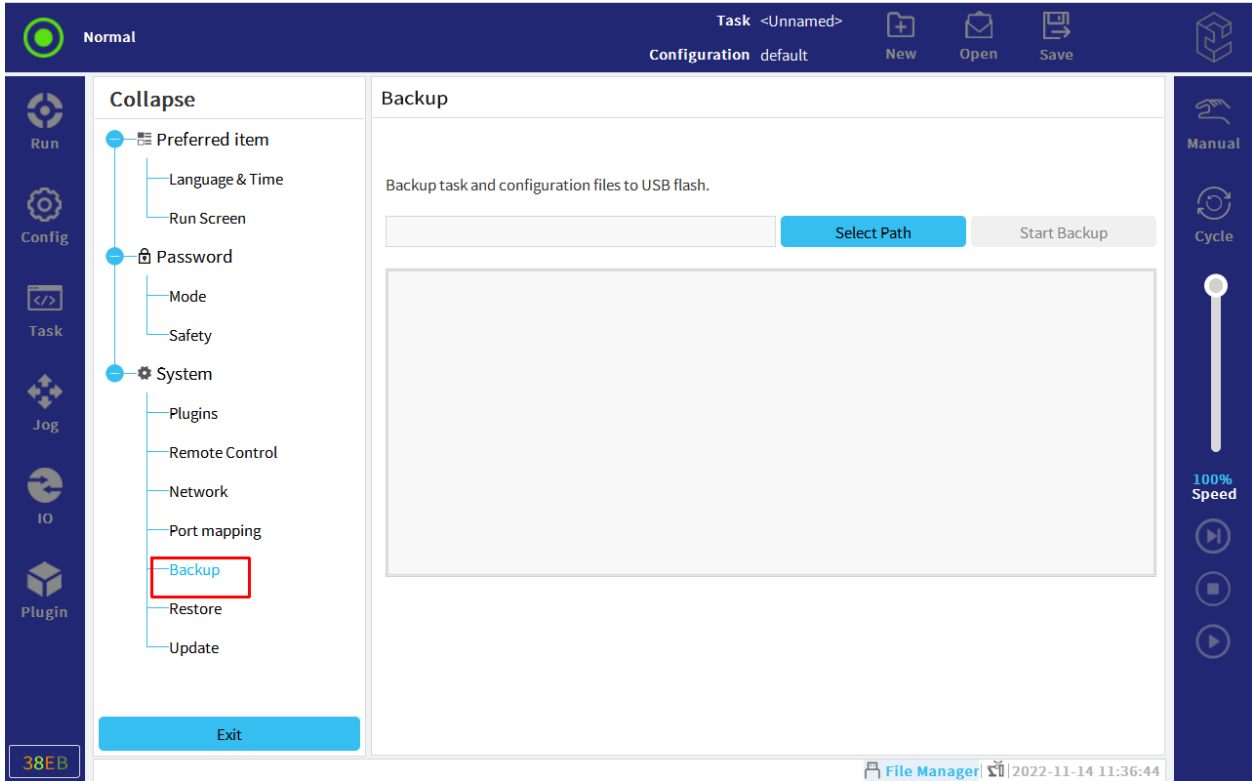 Normal
Task <Unnamed>
Configuration default
New
Open
Save
Run
Config
Task
Jog
IO
Plugin
38EB
Collapse
Preferred item
Language & Time
Run Screen
Password
Mode
Safety
System
Plugins
Remote Control
Network
Port mapping
Backup
Restore
Update
Exit
Backup
Backup task and configuration files to USB flash.
Select Path
Start Backup
Manual
Cycle
100%
Speed
File Manager
2022-11-14 11:36:44